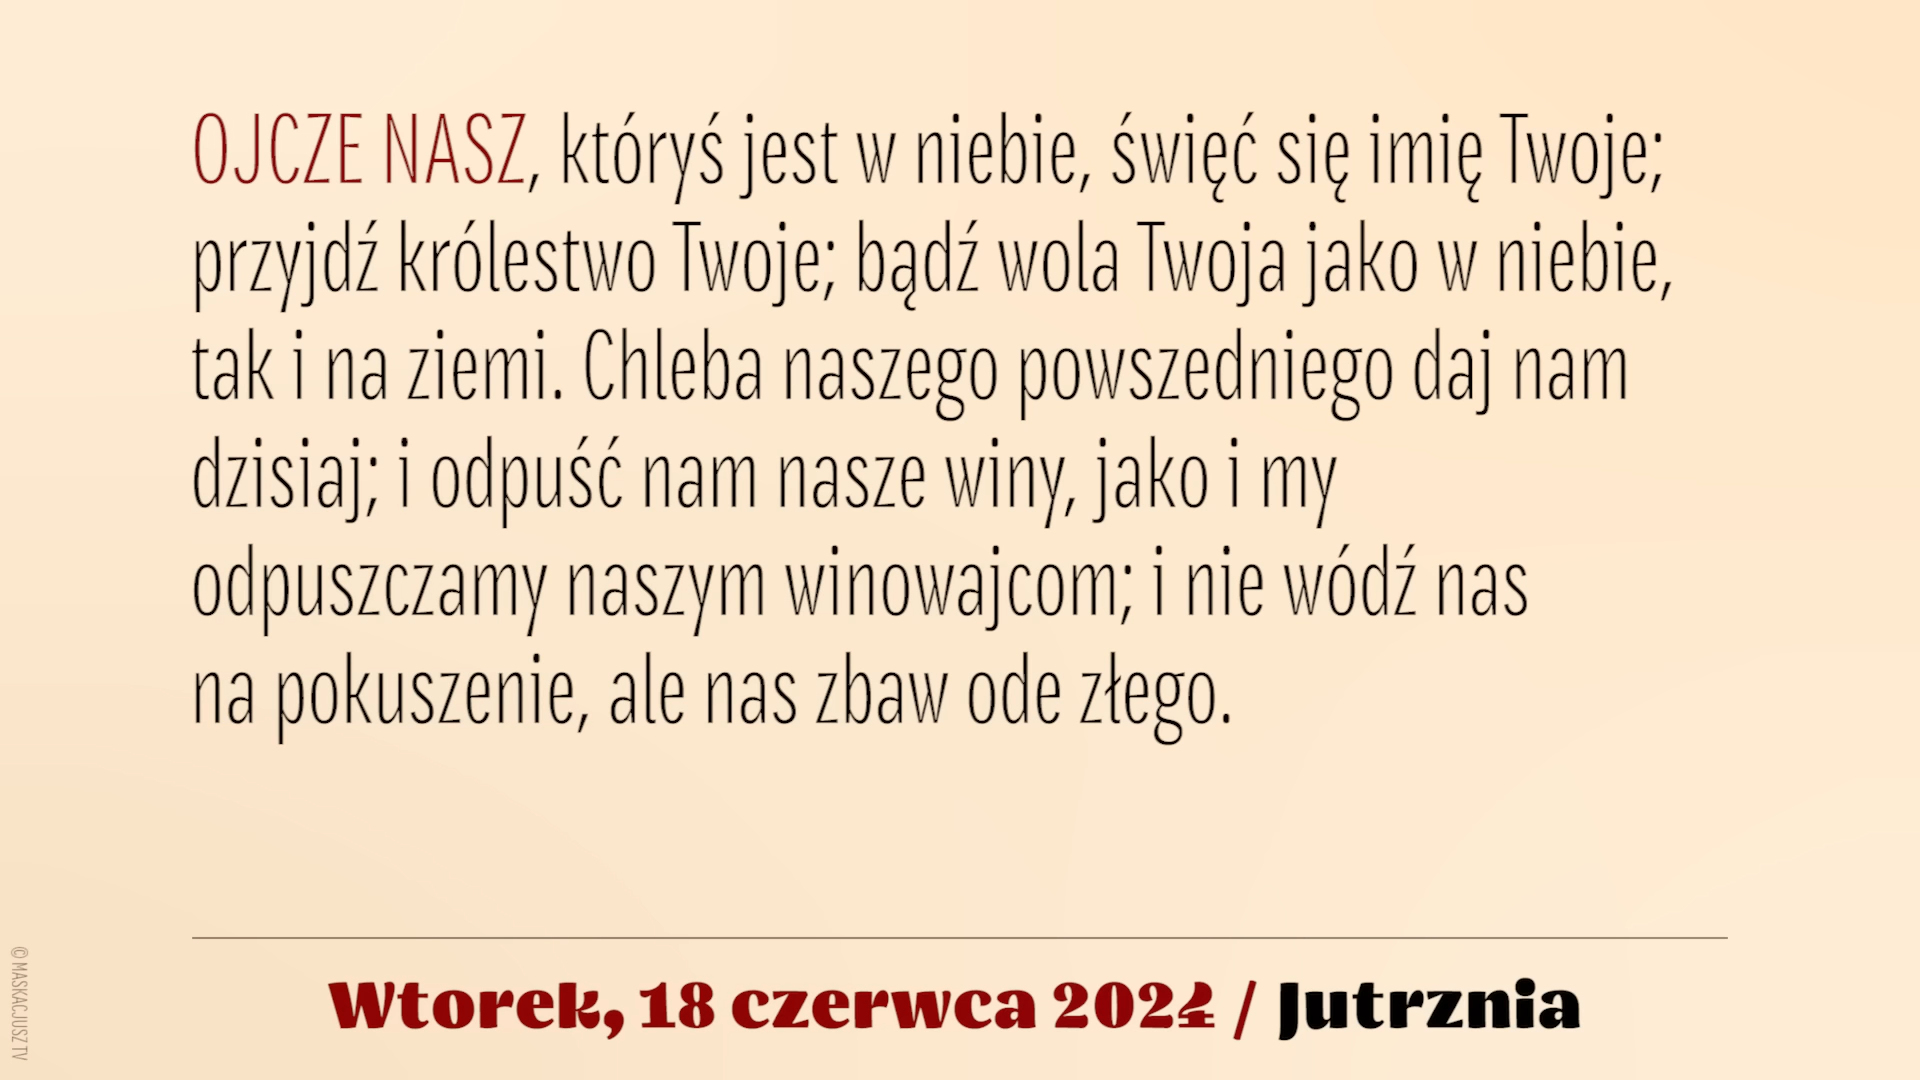 OJCZE NASZ, któryś jest w niebie, święć się imię Twoje;
przyjdź królestwo Twoje; bądź wola Twoja jako w niebie,
tak i na ziemi. Chleba naszego powszedniego daj nam
dzisiaj; i odpuść nam nasze winy, jako i my
odpuszczamy naszym winowajcom; i nie wódź nas
na pokuszenie, ale nas zbaw ode złego.
Wtorek, 18 czerwca 2024 / Jutrznia
© MASKACJUSZ TV